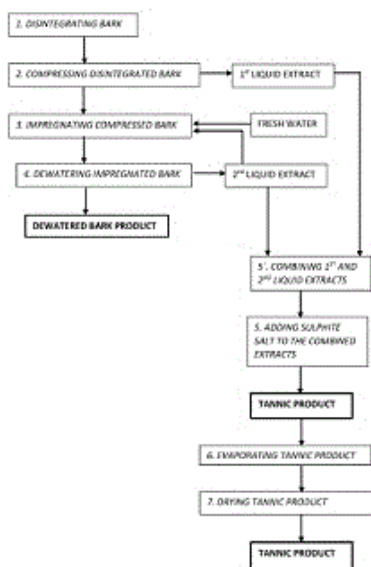 1. DISINTEGRATING BARK
2. COMPRESSING DISINTEGRATED BARK
1ST LIQUID EXTRACT
3. IMPREGNATING COMPRESSED BARK
FRESH WATER
4. DEWATERING IMPREGNATED BARK
2ND LIQUID EXTRACT
DEWATERED BARK PRODUCT
5'. COMBINING 1ST AND
2ND LIQUID EXTRACTS
5. ADDING SULPHITE
SALT TO THE COMBINED
EXTRACTS
TANNIC PRODUCT
6. EVAPORATING TANNIC PRODUCT
7. DRYING TANNIC PRODUCT
TANNIC PRODUCT